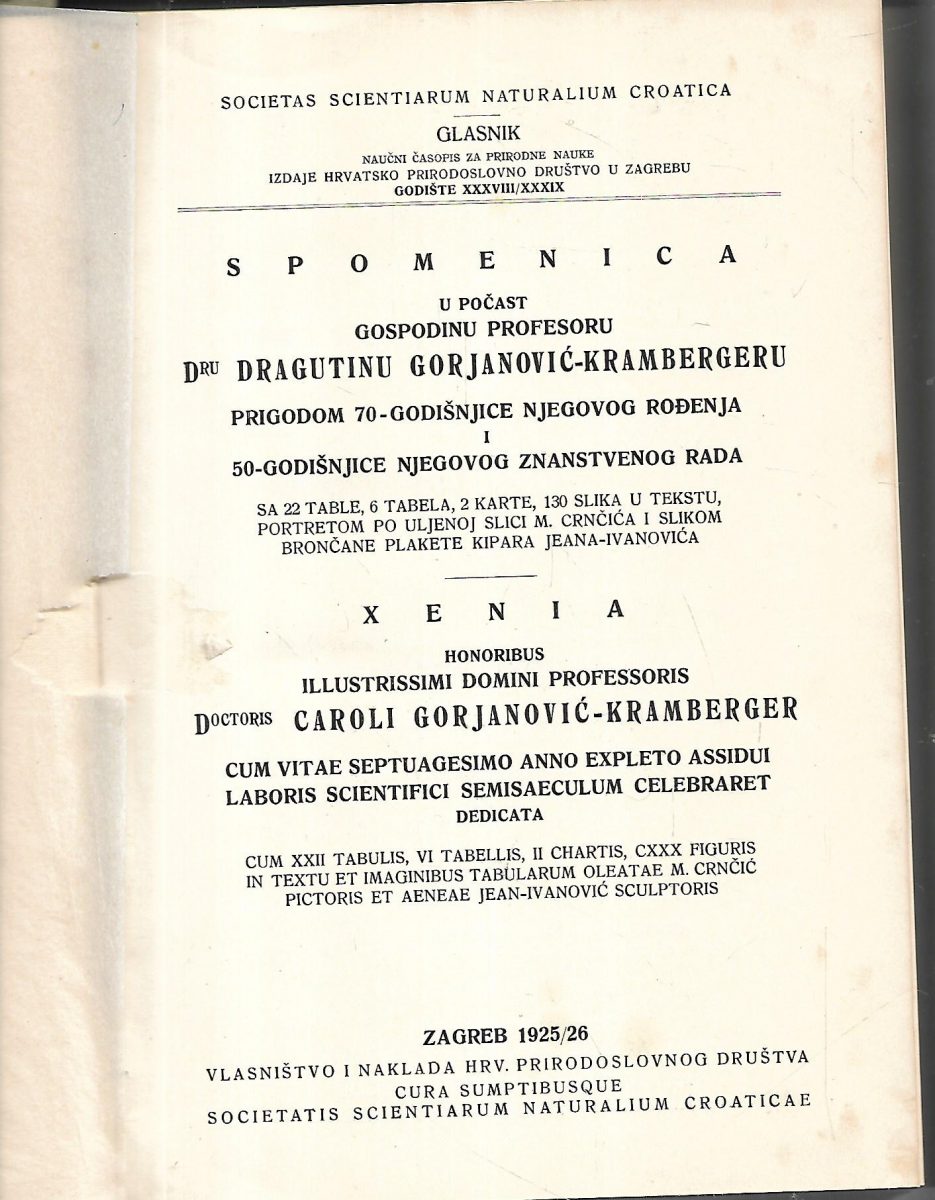 SOCIETAS SCIENTIARUM NATURALIUM CROATICA
GLASNIK
NAUČNI ČASOPIS ZA PRIRODNE NAUKE
IZDAJE HRVATSKO PRIRODOSLOVNO DRUŠTVO U ZAGREBU
GODIŠTE XXXVIII/XXXIX
SPOMENICA
U POČAST
GOSPODINU PROFESORU
DRU DRAGUTINU GORJANOVIĆ-KRAMBERGERU
PRIGODOM 70-GODIŠNJICE NJEGOVOG ROĐENJA
I
50-GODIŠNJICE NJEGOVOG ZNANSTVENOG RADA
SA 22 TABLE, 6 TABELA, 2 KARTE, 130 SLIKA U TEKSTU,
PORTRETOM PO ULJENOJ SLICI M. CRNČIĆA I SLIKOM
BRONČANE PLAKETE KIPARA JEANA-IVANOVIĆA
XENIA
HONORIBUS
ILLUSTRISSIMI DOMINI PROFESSORIS
DOCTORIS CAROLI GORJANOVIĆ-KRAMBERGER
CUM VITAE SEPTUAGESIMO ANNO EXPLETO ASSIDUI
LABORIS SCIENTIFICI SEMISAECULUM CELEBRARET
DEDICATA
CUM XXII TABULIS, VI TABELLIS, II CHARTIS, CXXX FIGURIS
IN TEXTU ET IMAGINIBUS TABULARUM OLEATAE M. CRNČIĆ
PICTORIS ET AENEAE JEAN-IVANOVIĆ SCULPTORIS
ZAGREB 1925/26
VLASNIŠTVO I NAKLADA HRV. PRIRODOSLOVNOG DRUŠTVA
CURA SUMPTIBUSQUE
SOCIETATIS SCIENTIARUM NATURALIUM CROATICAE